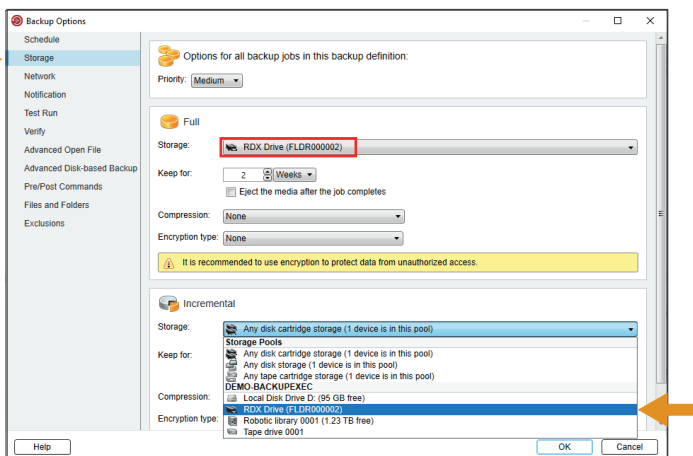 Backup Options
Schedule
Storage
Network
Notification
Test Run
Verify
Advanced Open File
Advanced Disk-based Backup
Pre/Post Commands
Files and Folders
Exclusions
Options for all backup jobs in this backup definition:
Priority: Medium
Full
Storage: RDX Drive (FLDR000002)
Keep for: 2 Weeks
Eject the media after the job completes
Compression: None
Encryption type: None
It is recommended to use encryption to protect data from unauthorized access.
Incremental
Storage: Any disk cartridge storage (1 device is in this pool)
Storage Pools
Keep for: Any disk cartridge storage (1 device is in this pool)
Any disk storage (1 device is in this pool)
Any tape cartridge storage (1 device is in this pool)
DEMO-BACKUPEXEC
Compression: Local Disk Drive D: (95 GB free)
RDX Drive (FLDR000002)
Encryption type: Robotic library 0001 (1.23 TB free)
Tape drive 0001
Help OK Cancel